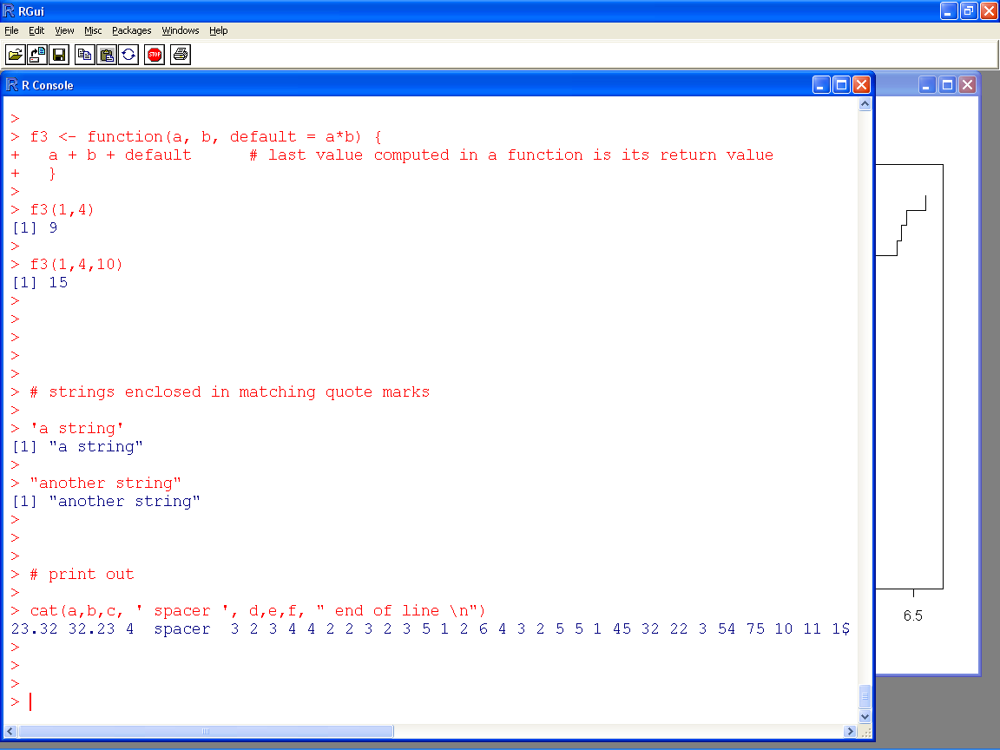 RGui
File Edit View Misc Packages Windows Help
STOP
R Console
>
> f3 <- function(a, b, default = a*b) {
+   a + b + default      # last value computed in a function is its return value
+   }
>
> f3(1,4)
[1] 9
>
> f3(1,4,10)
[1] 15
>
>
>
>
>
> # strings enclosed in matching quote marks
>
> 'a string'
[1] "a string"
>
> "another string"
[1] "another string"
>
>
>
> # print out
>
> cat(a,b,c, ' spacer ', d,e,f, " end of line \n")
23.32 32.23 4  spacer  3 2 3 4 4 2 2 3 2 3 5 1 2 6 4 3 2 5 5 1 45 32 22 3 54 75 10 11 1$
>
>
>
>
6.5